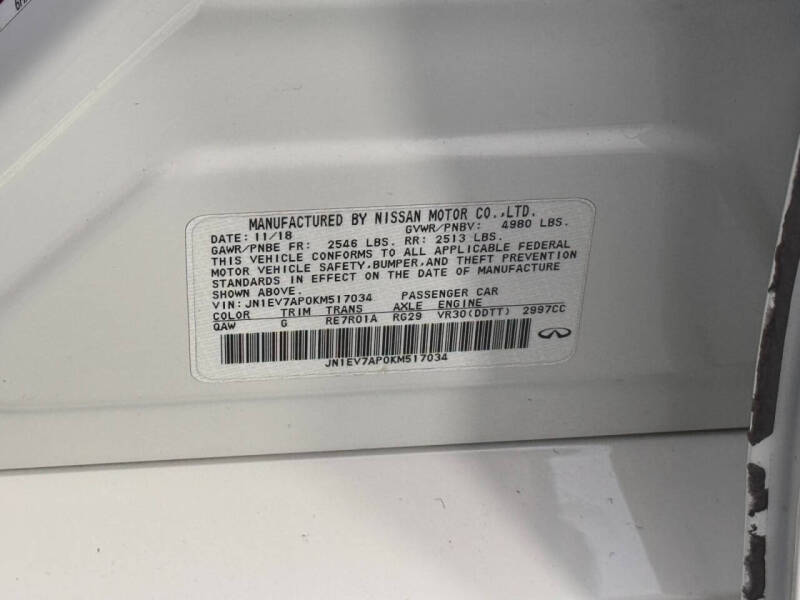 MANUFACTURED BY NISSAN MOTOR CO.,LTD.
DATE: 11/18 GVWR/PNBV: 4980 LBS.
GAWR/PNBE FR: 2546 LBS. RR: 2513 LBS.
THIS VEHICLE CONFORMS TO ALL APPLICABLE FEDERAL
MOTOR VEHICLE SAFETY,BUMPER,AND THEFT PREVENTION
STANDARDS IN EFFECT ON THE DATE OF MANUFACTURE
SHOWN ABOVE.
VIN: JN1EV7AP0KM517034 PASSENGER CAR
COLOR TRIM TRANS AXLE ENGINE
QAW G RE7R01A RG29 VR30(DDTT) 2997CC
JN1EV7AP0KM517034